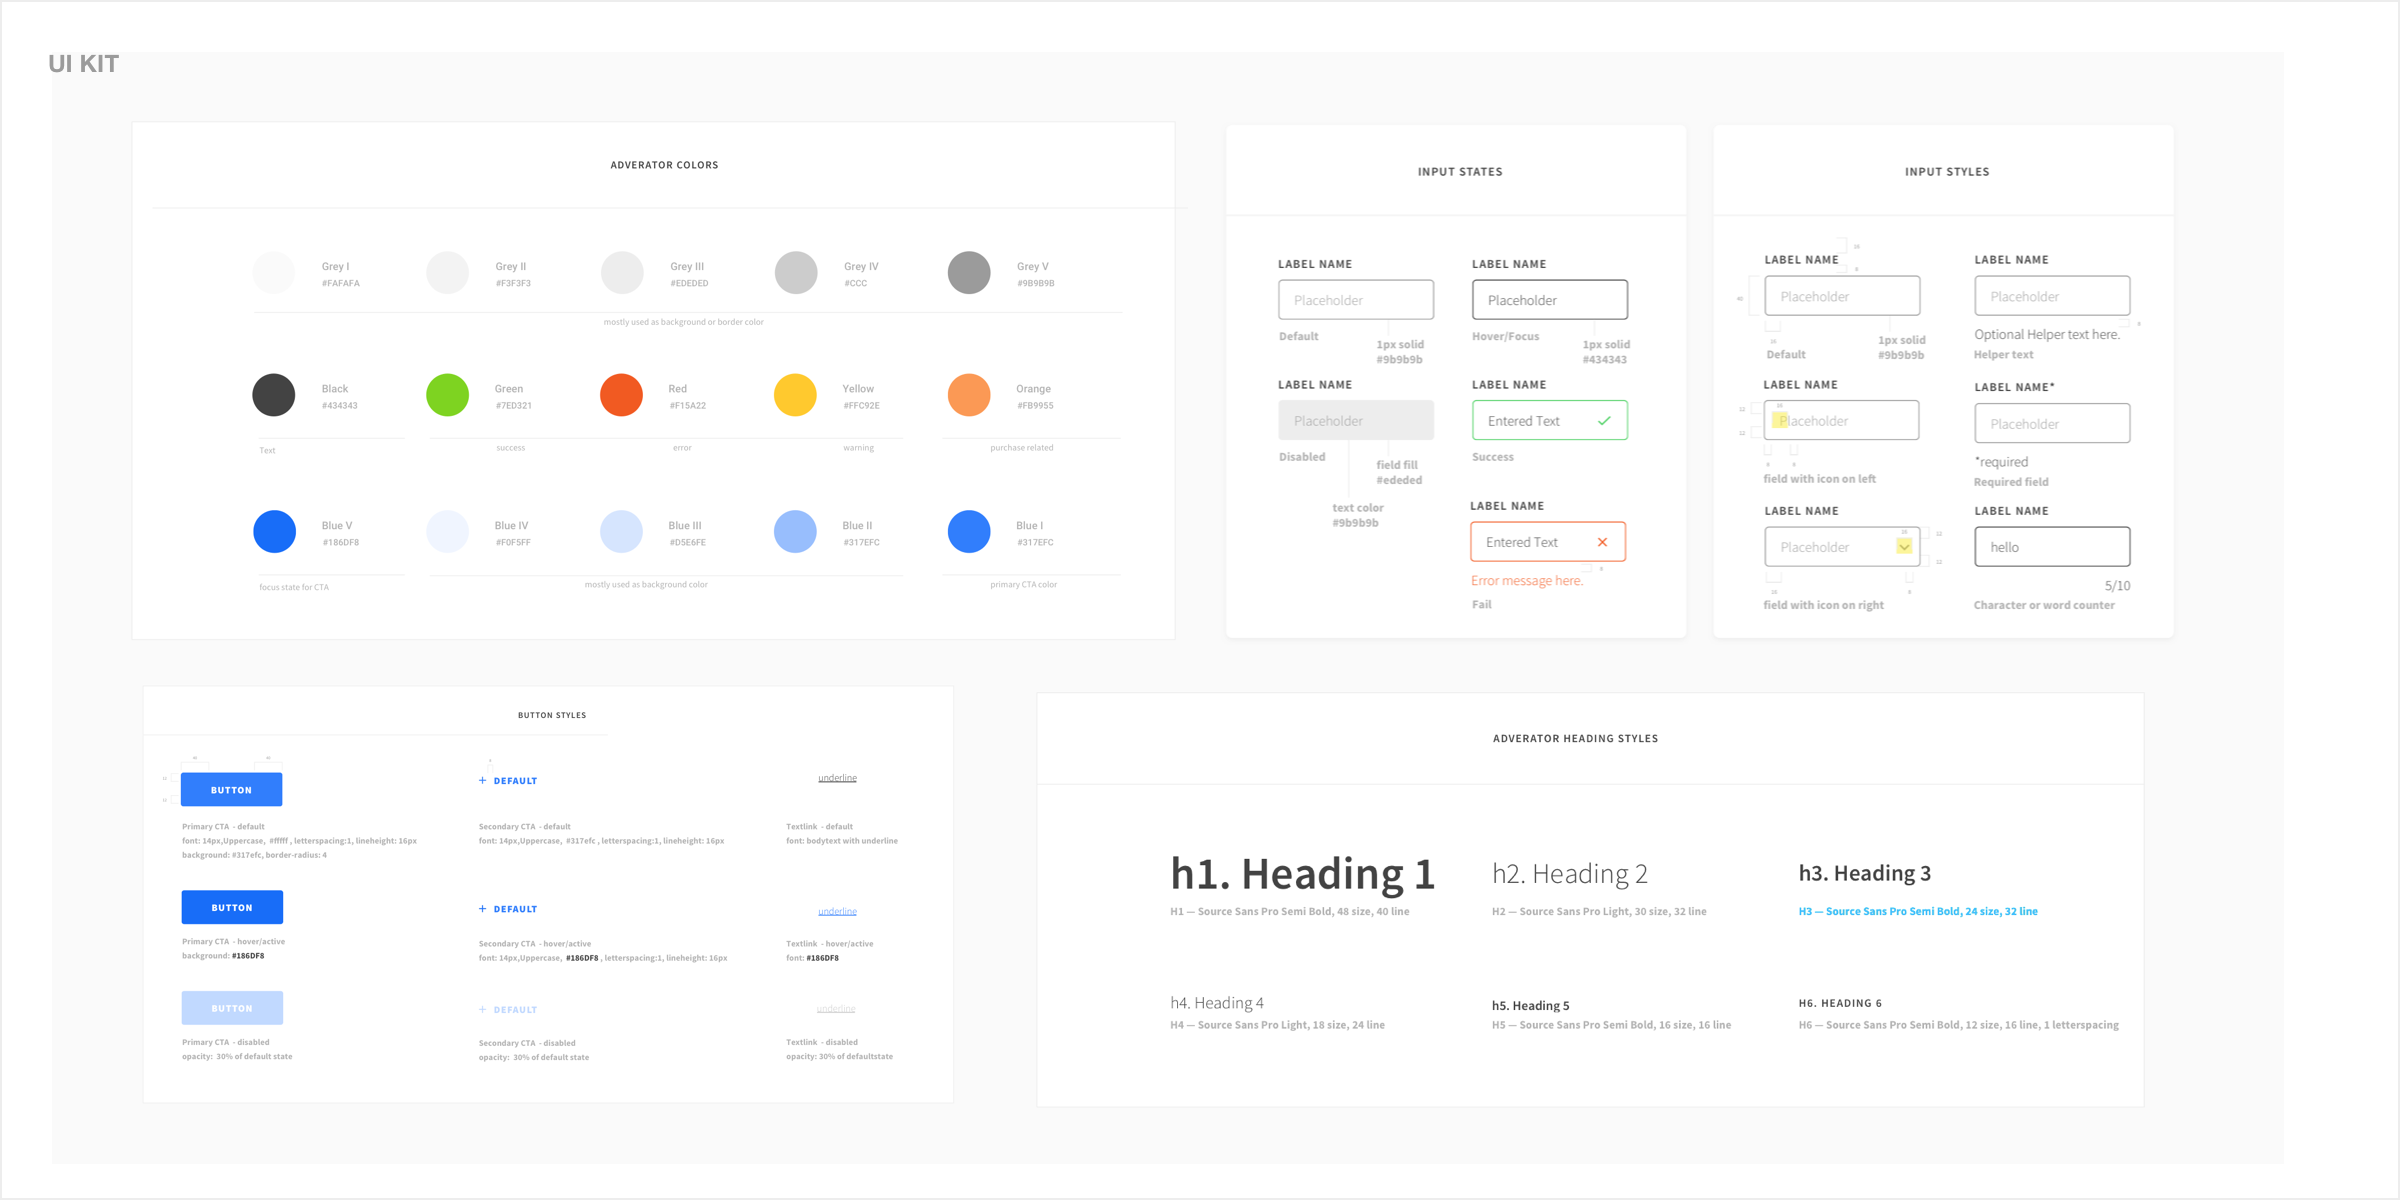 UI KIT
ADVERATOR COLORS
Grey I
#FAFAFA
Grey II
#F3F3F3
Grey III
#EDEDED
Grey IV
#CCC
Grey V
#9B9B9B
mostly used as background or border color
Black
#434343
Green
#7ED321
Red
#F15A22
Yellow
#FFC92E
Orange
#FB9955
Text
success
error
warning
purchase related
Blue V
#186DF8
Blue IV
#F0F5FF
Blue III
#D5E6FE
Blue II
#317EFC
Blue I
#317EFC
focus state for CTA
mostly used as background color
primary CTA color
INPUT STATES
LABEL NAME
Placeholder
Default
1px solid
#9b9b9b
LABEL NAME
Placeholder
Hover/Focus
1px solid
#434343
LABEL NAME
Placeholder
Disabled
field fill
#ededed
text color
#9b9b9b
LABEL NAME
Entered Text
Success
LABEL NAME
Entered Text
Error message here.
Fail
INPUT STYLES
LABEL NAME
Placeholder
Default
1px solid
#9b9b9b
LABEL NAME
Placeholder
Optional Helper text here.
Helper text
LABEL NAME
Placeholder
field with icon on left
LABEL NAME*
Placeholder
*required
Required field
LABEL NAME
Placeholder
field with icon on right
LABEL NAME
hello
5/10
Character or word counter
BUTTON STYLES
BUTTON
Primary CTA - default
font: 14px,Uppercase, #ffffff , letterspacing:1, lineheight: 16px
background: #317efc, border-radius: 4
+ DEFAULT
Secondary CTA - default
font: 14px,Uppercase, #317efc , letterspacing:1, lineheight: 16px
underline
Textlink - default
font: bodytext with underline
BUTTON
Primary CTA - hover/active
background: #186DF8
+ DEFAULT
Secondary CTA - hover/active
font: 14px,Uppercase, #186DF8 , letterspacing:1, lineheight: 16px
underline
Textlink - hover/active
font: #186DF8
BUTTON
Primary CTA - disabled
opacity: 30% of default state
+ DEFAULT
Secondary CTA - disabled
opacity: 30% of default state
underline
Textlink - disabled
opacity: 30% of defaultstate
ADVERATOR HEADING STYLES
h1. Heading 1
H1 — Source Sans Pro Semi Bold, 48 size, 40 line
h2. Heading 2
H2 — Source Sans Pro Light, 30 size, 32 line
h3. Heading 3
H3 — Source Sans Pro Semi Bold, 24 size, 32 line
h4. Heading 4
H4 — Source Sans Pro Light, 18 size, 24 line
h5. Heading 5
H5 — Source Sans Pro Semi Bold, 16 size, 16 line
H6. HEADING 6
H6 — Source Sans Pro Semi Bold, 12 size, 16 line, 1 letterspacing